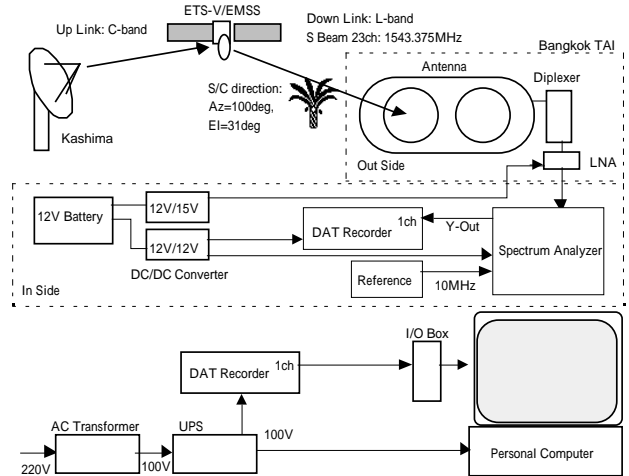 ETS-V/EMSS
Up Link: C-band
Down Link: L-band
S Beam 23ch: 1543.375MHz
Bangkok TAI
Antenna
Diplexer
S/C direction:
Az=100deg,
El=31deg
Kashima
Out Side
LNA
12V Battery
12V/15V
12V/12V
DC/DC Converter
DAT Recorder
1ch
Y-Out
Spectrum Analyzer
Reference
10MHz
In Side
I/O Box
DAT Recorder
1ch
AC Transformer
UPS
100V
220V
100V
Personal Computer